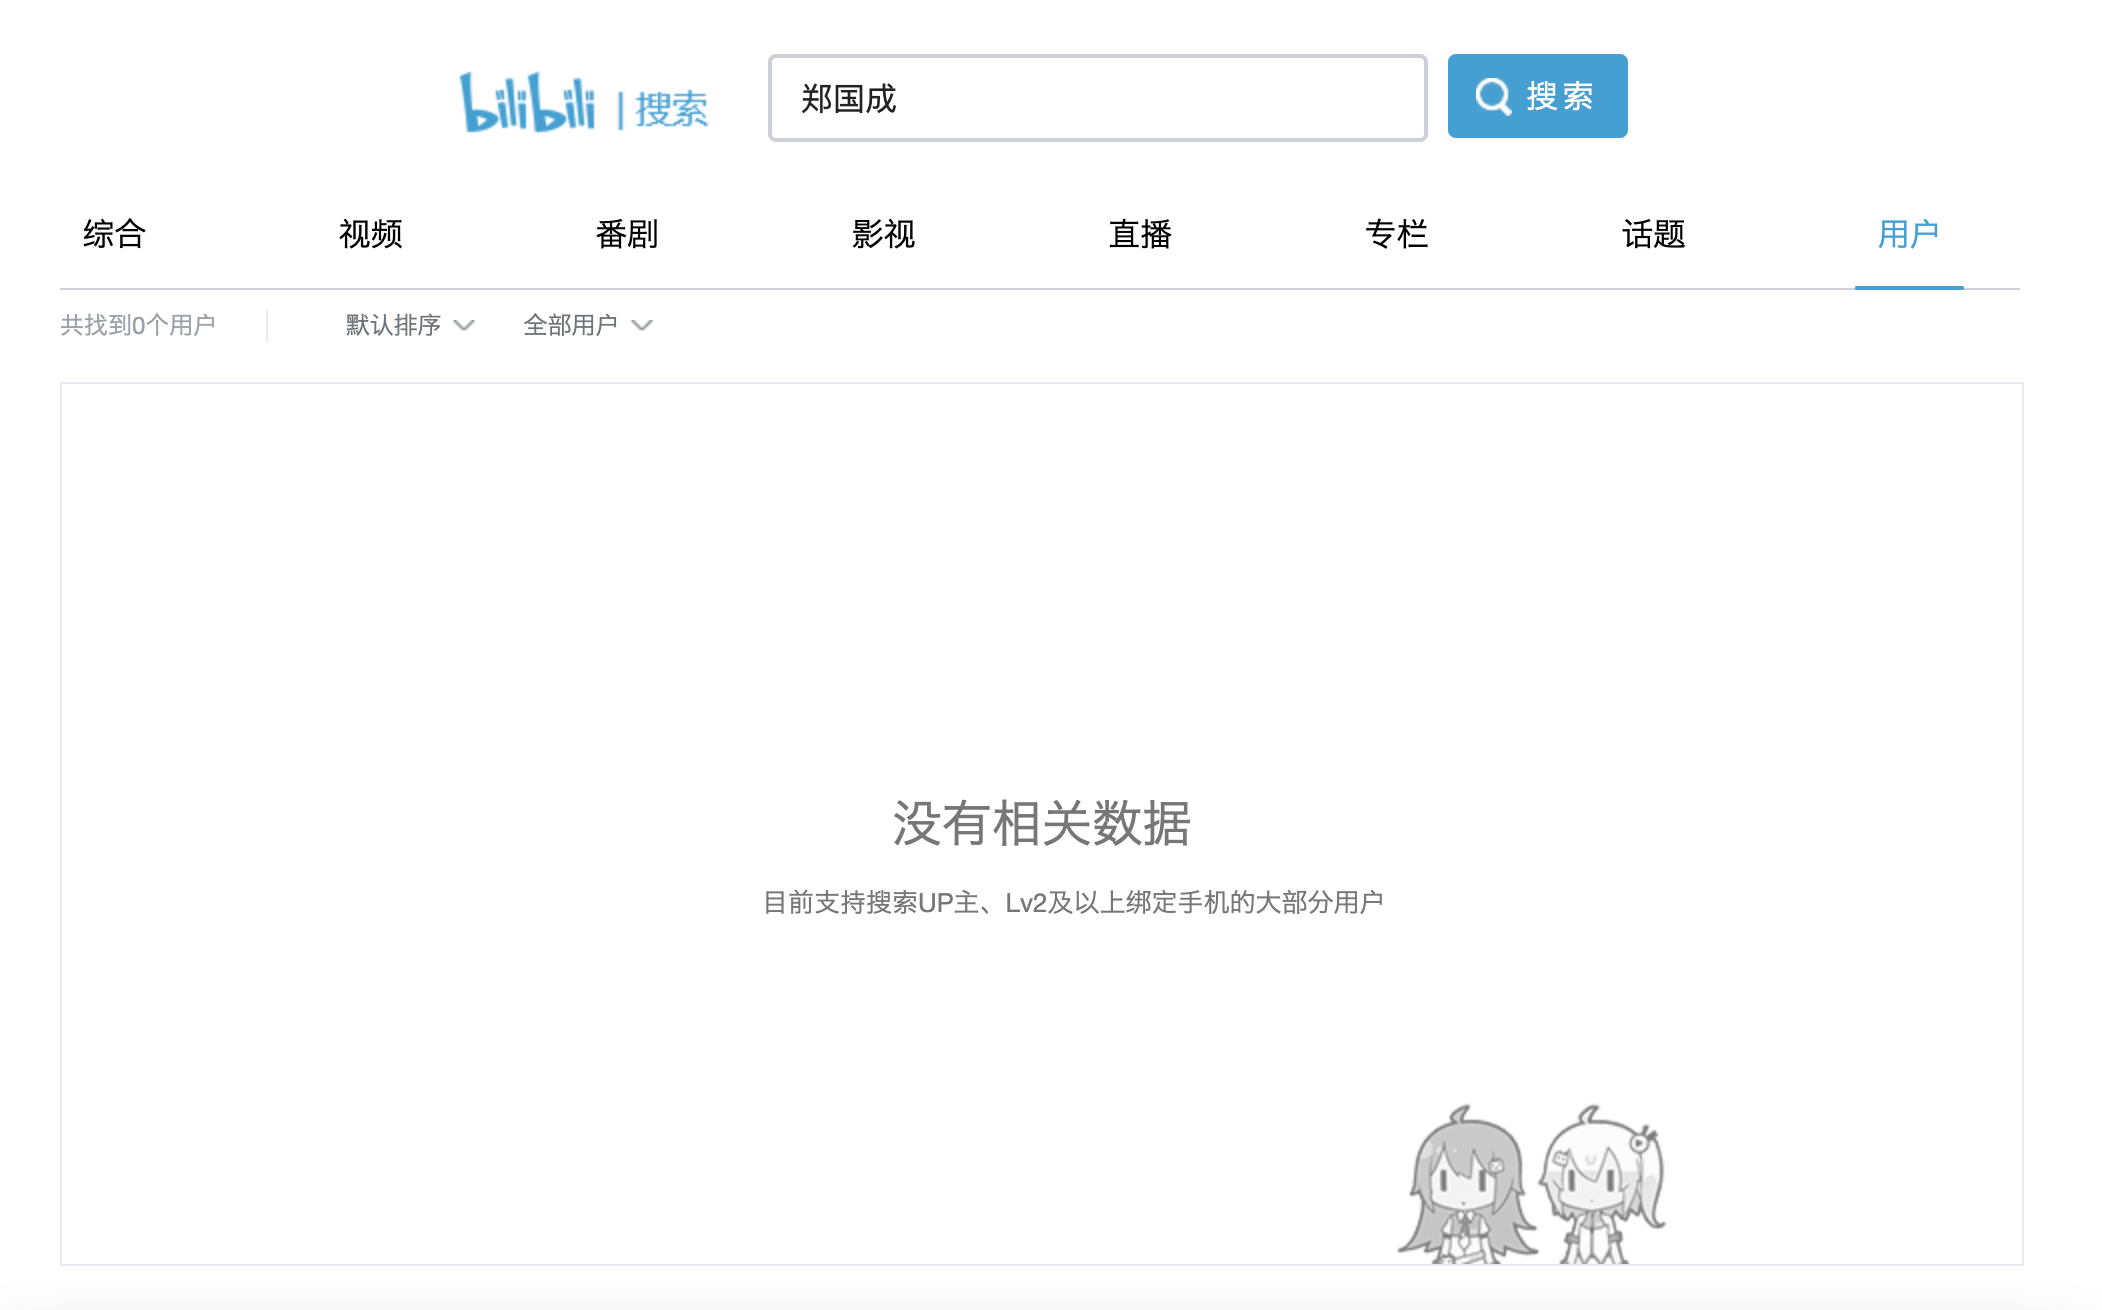 bilibili | 搜索
郑国成
搜索
综合 视频 番剧 影视 直播 专栏 话题 用户
共找到0个用户 默认排序 全部用户
没有相关数据
目前支持搜索UP主、Lv2及以上绑定手机的大部分用户